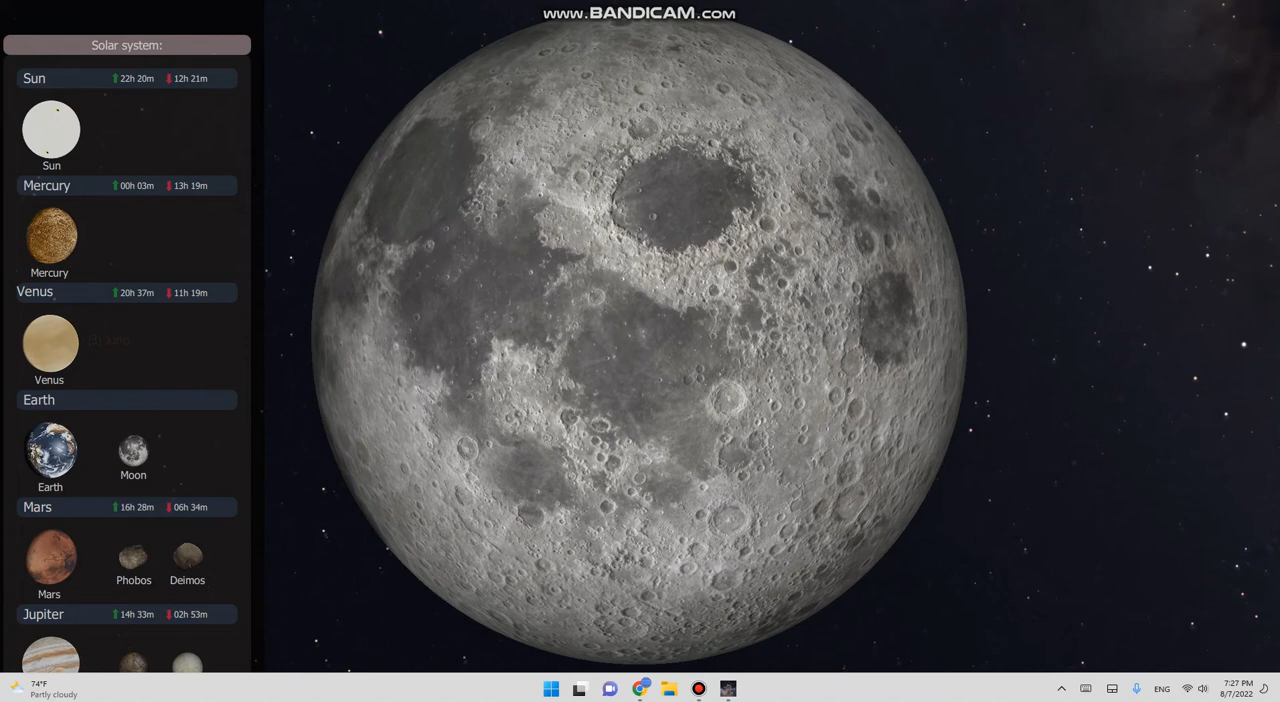 www.BANDICAM.com
Solar system:
Sun 22h 20m 12h 21m
Sun
Mercury 00h 03m 13h 19m
Mercury
Venus 20h 37m 11h 19m
(3) Juno
Venus
Earth
Earth Moon
Mars 16h 28m 06h 34m
Mars Phobos Deimos
Jupiter 14h 33m 02h 53m
74°F
Partly cloudy
ENG
7:27 PM
8/7/2022